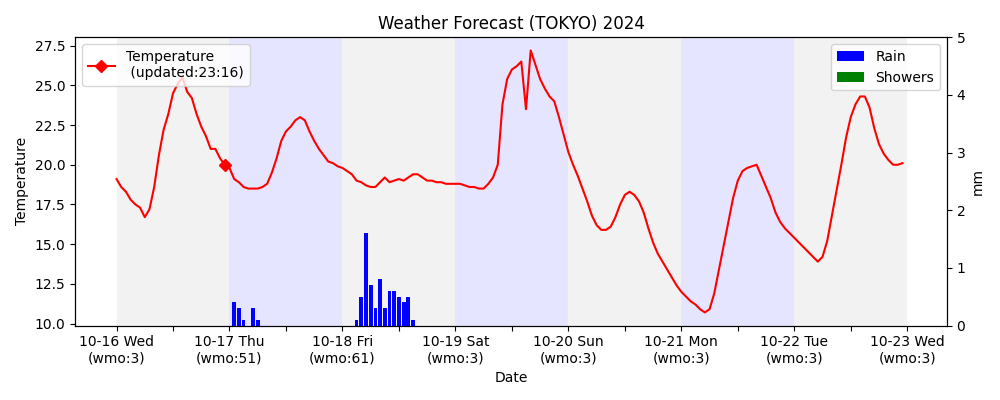 Weather Forecast (TOKYO) 2024
Temperature
(updated:23:16)
Rain
Showers
27.5
25.0
22.5
20.0
17.5
15.0
12.5
10.0
Temperature
5
4
3
2
1
0
mm
10-16 Wed
(wmo:3)
10-17 Thu
(wmo:51)
10-18 Fri
(wmo:61)
10-19 Sat
(wmo:3)
10-20 Sun
(wmo:3)
10-21 Mon
(wmo:3)
10-22 Tue
(wmo:3)
10-23 Wed
(wmo:3)
Date